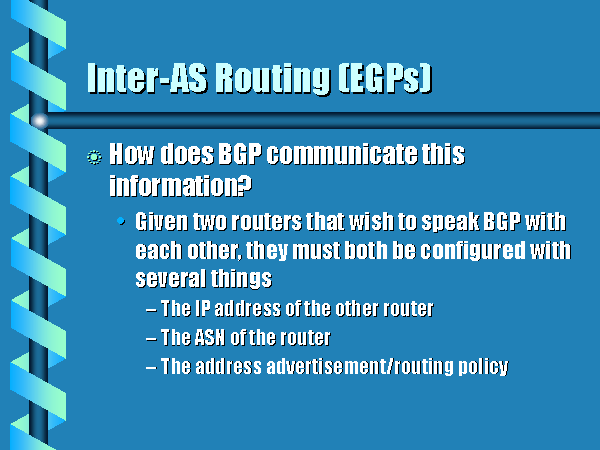 Inter-AS Routing (EGPs)
How does BGP communicate this
information?
Given two routers that wish to speak BGP with
each other, they must both be configured with
several things
– The IP address of the other router
– The ASN of the router
– The address advertisement/routing policy